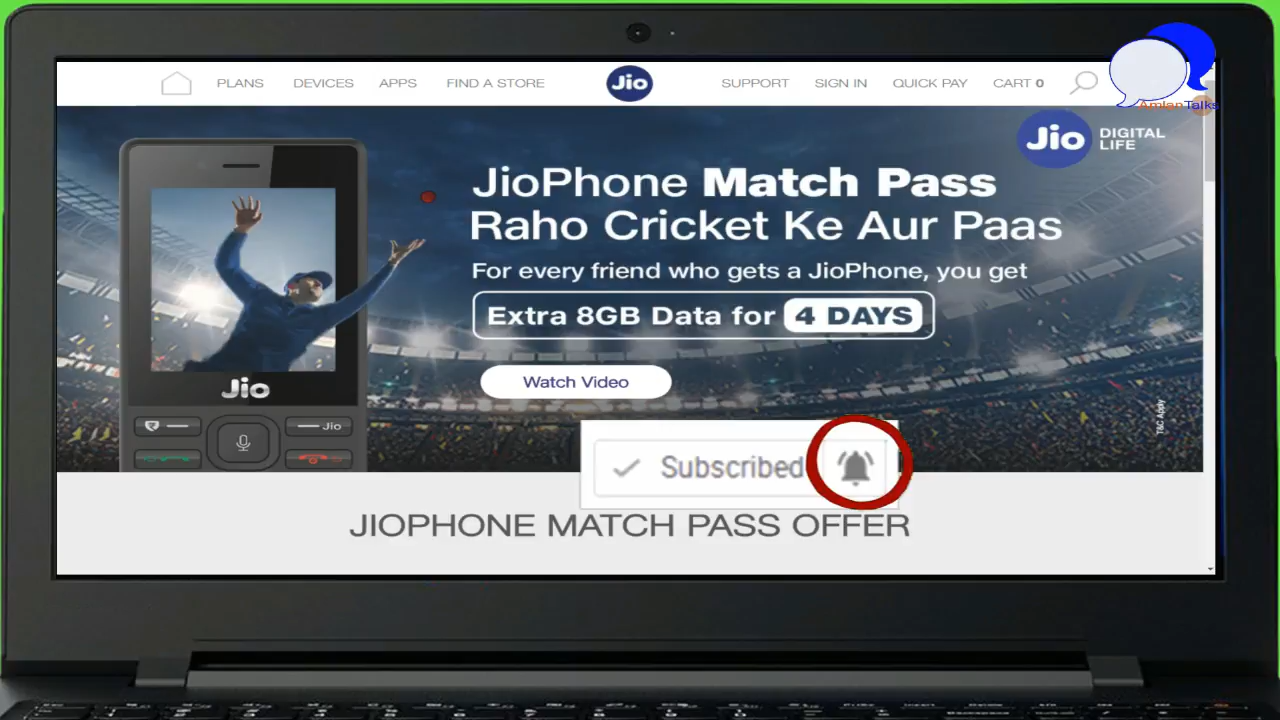 PLANS DEVICES APPS FIND A STORE Jio SUPPORT SIGN IN QUICK PAY CART 0
AmlanTalks
Jio DIGITAL LIFE
JioPhone Match Pass
Raho Cricket Ke Aur Paas
For every friend who gets a JioPhone, you get
Extra 8GB Data for 4 DAYS
Watch Video
Jio
Jio
T&C Apply
Subscribed
JIOPHONE MATCH PASS OFFER